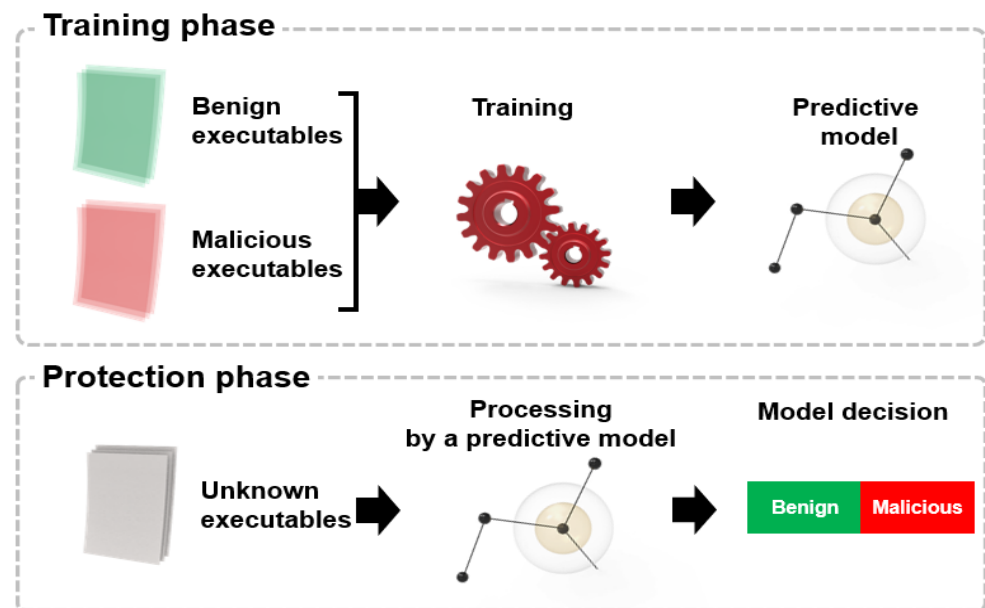 Training phase
Benign
executables
Malicious
executables
Training
Predictive
model
Protection phase
Unknown
executables
Processing
by a predictive model
Model decision
Benign
Malicious